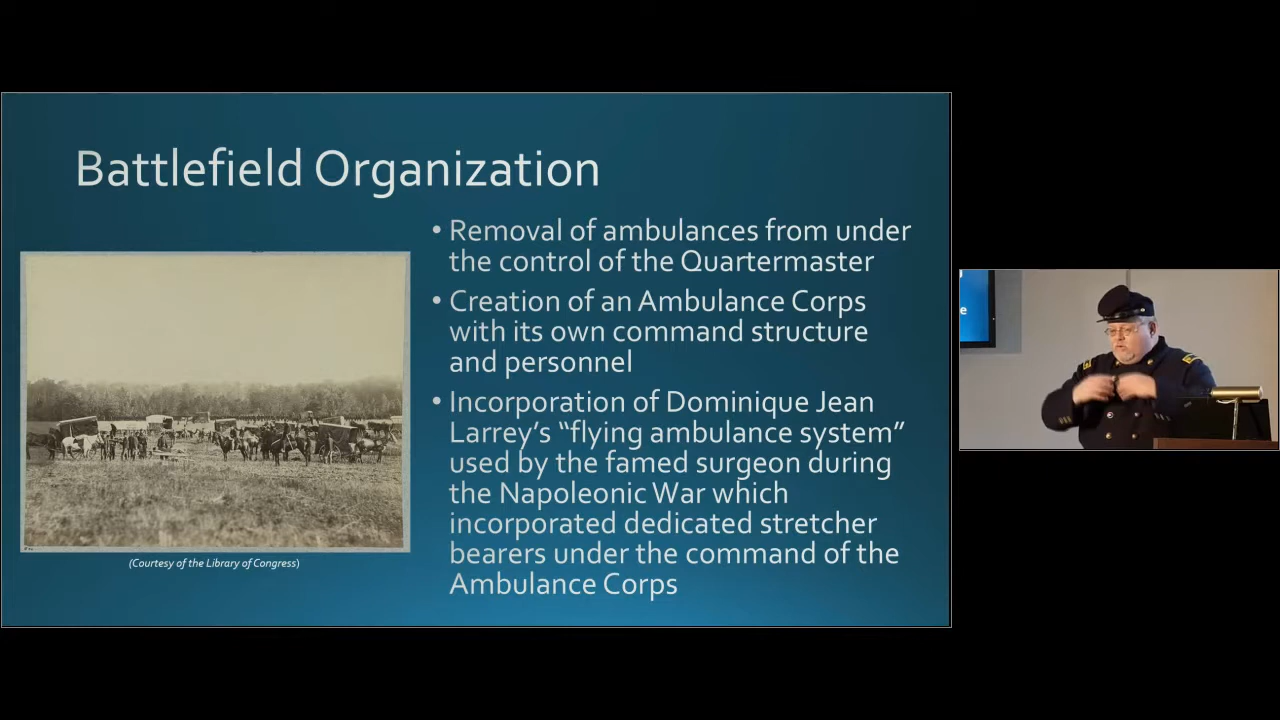 Battlefield Organization
• Removal of ambulances from under
the control of the Quartermaster
• Creation of an Ambulance Corps
with its own command structure
and personnel
• Incorporation of Dominique Jean
Larrey's “flying ambulance system”
used by the famed surgeon during
the Napoleonic War which
incorporated dedicated stretcher
bearers under the command of the
Ambulance Corps
(Courtesy of the Library of Congress)
e